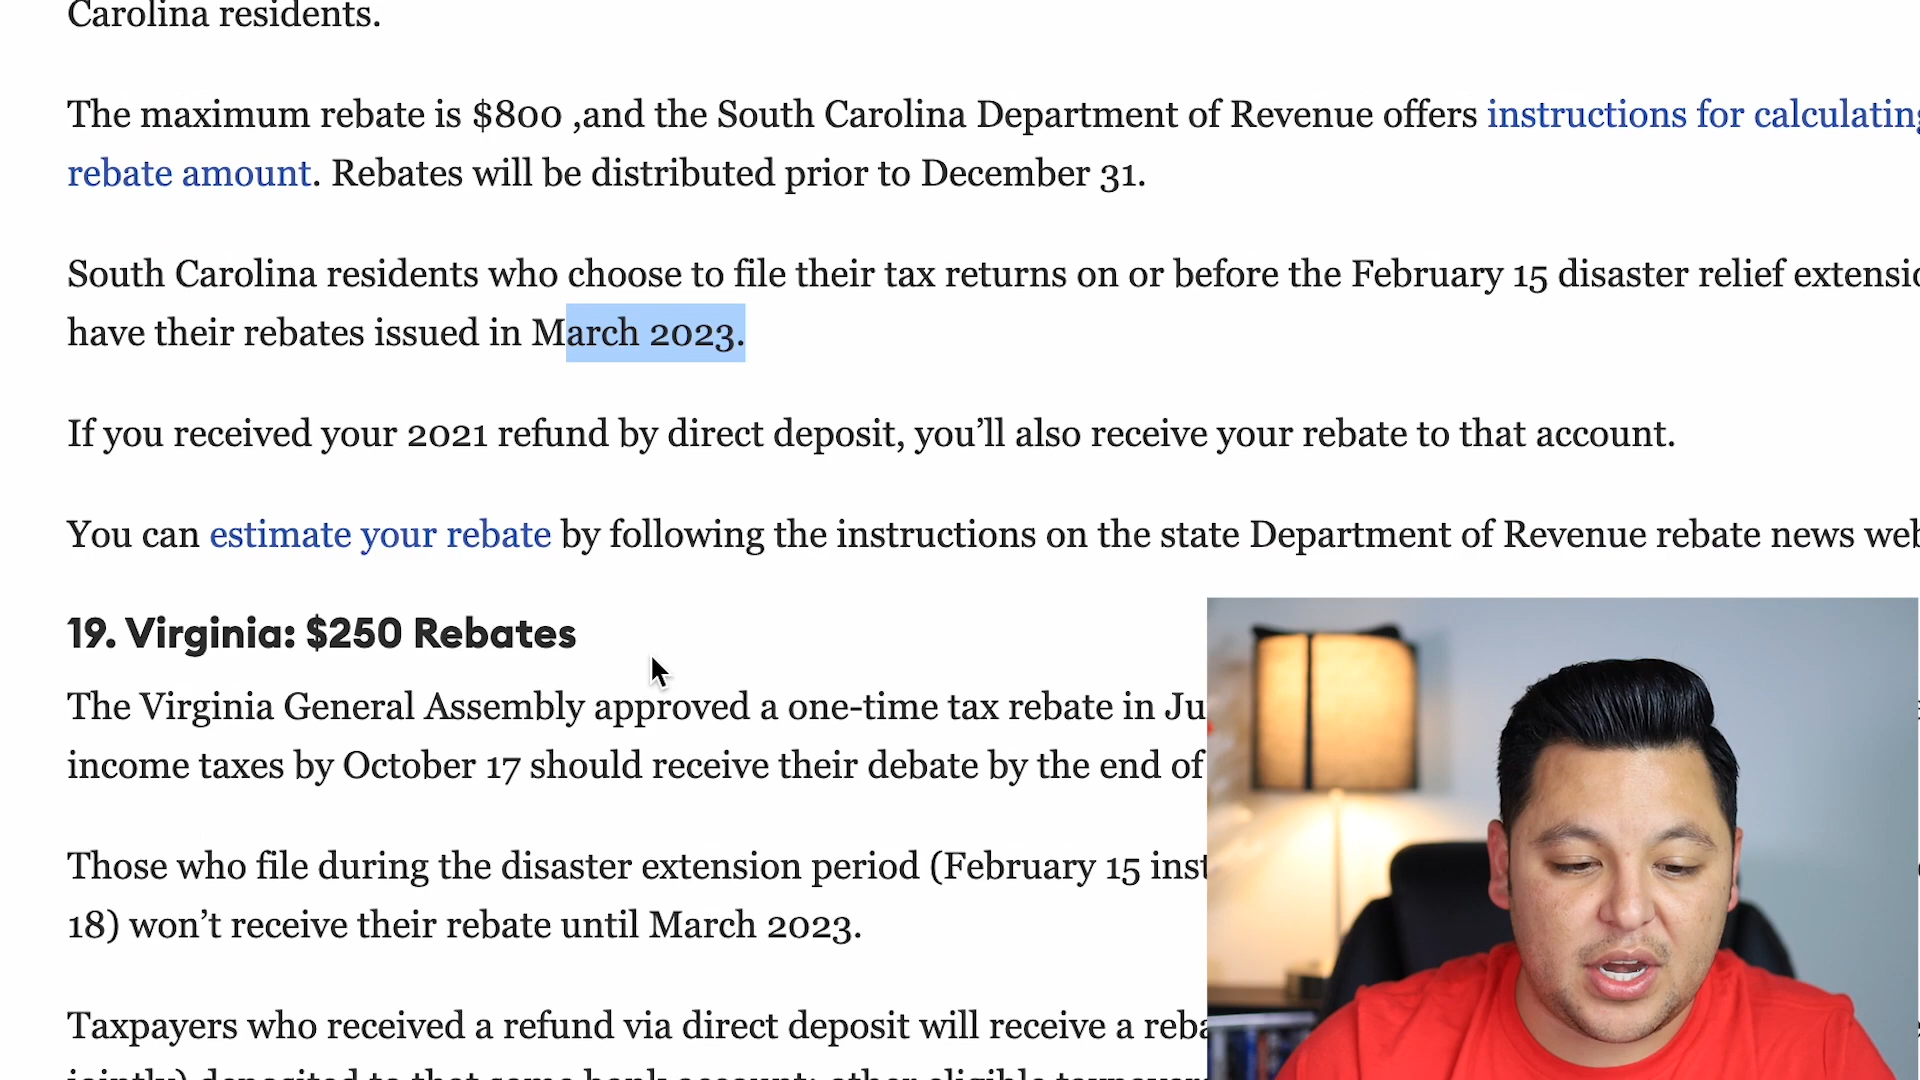 Carolina residents.
The maximum rebate is $800 ,and the South Carolina Department of Revenue offers instructions for calculating
rebate amount. Rebates will be distributed prior to December 31.
South Carolina residents who choose to file their tax returns on or before the February 15 disaster relief
have their rebates issued in March 2023.
If you received your 2021 refund by direct deposit, you’ll also receive your rebate to that account.
You can estimate your rebate by following the instructions on the state Department of Revenue rebate news
19. Virginia: $250 Rebates
The Virginia General Assembly approved a one-time tax rebate in
income taxes by October 17 should receive their debate by the end of
Those who file during the disaster extension period (February 15
18) won’t receive their rebate until March 2023.
Taxpayers who received a refund via direct deposit will receive a